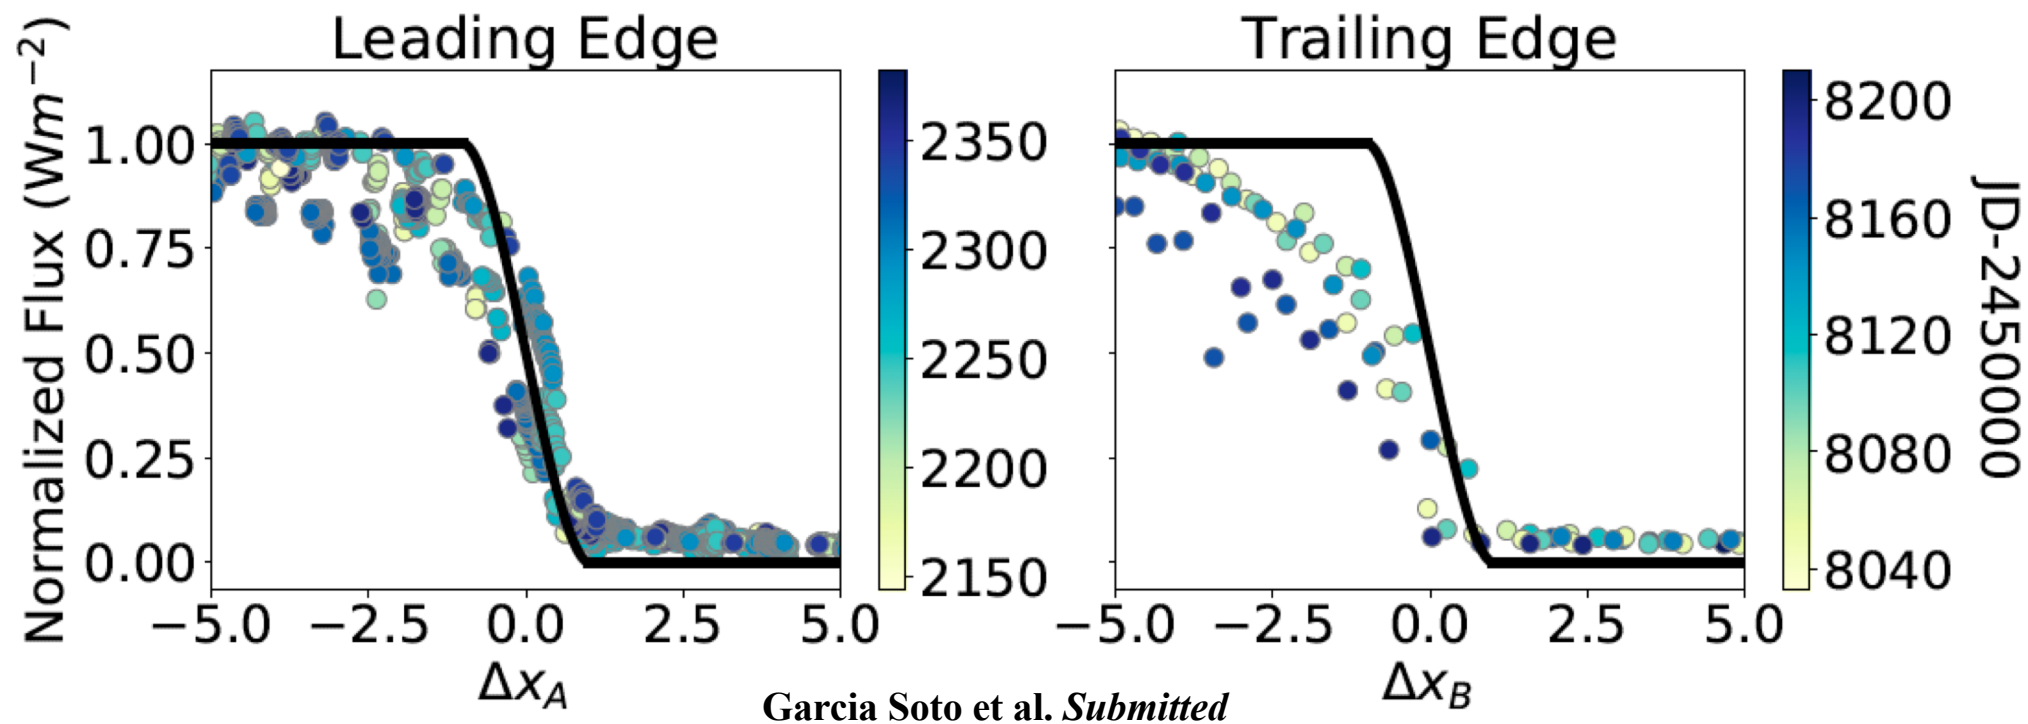 Leading Edge
Trailing Edge
Normalized Flux (Wm⁻²)
1.00
0.75
0.50
0.25
0.00
−5.0 −2.5 0.0 2.5 5.0
Δx_A
2350
2300
2250
2200
2150
−5.0 −2.5 0.0 2.5 5.0
Δx_B
8200
8160
8120
8080
8040
JD-2450000
Garcia Soto et al. Submitted